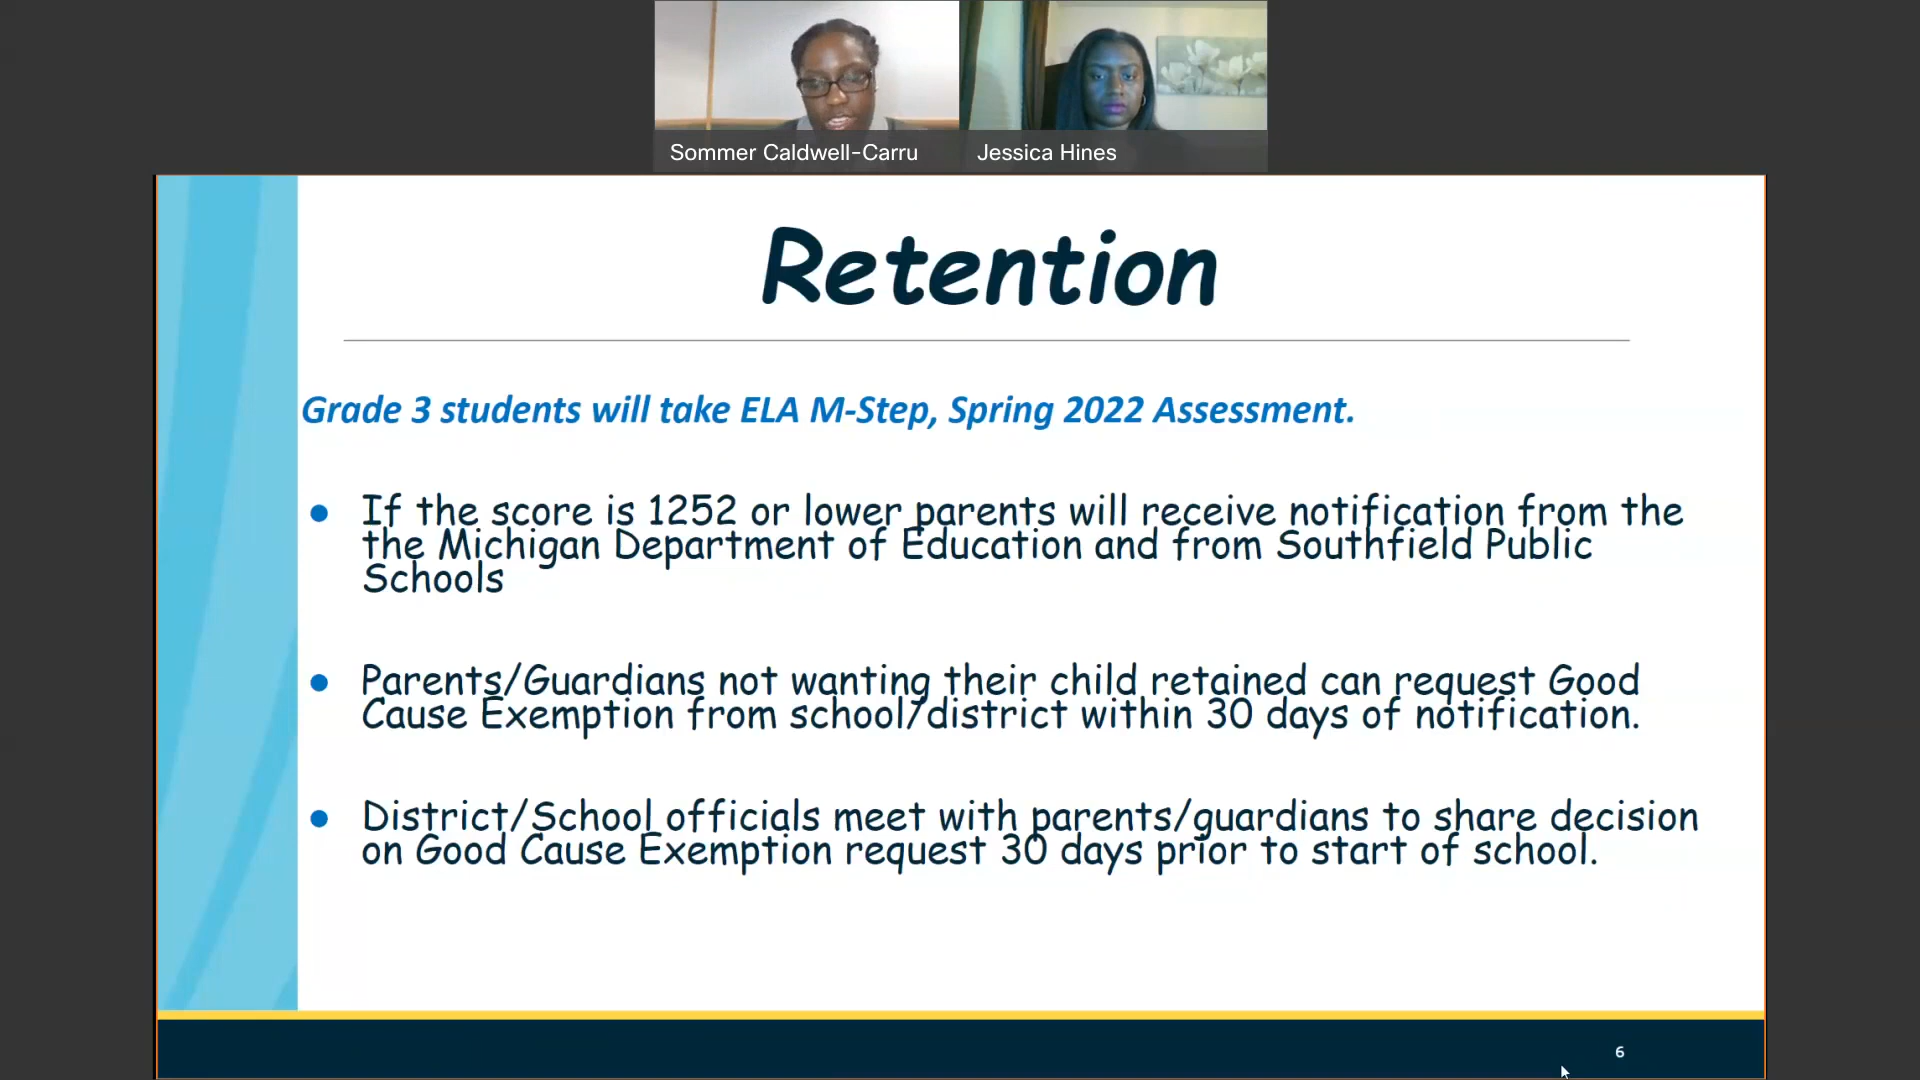 Sommer Caldwell-Carru
Jessica Hines
Retention
Grade 3 students will take ELA M-Step, Spring 2022 Assessment.
● If the score is 1252 or lower parents will receive notification from the
the Michigan Department of Education and from Southfield Public
Schools
● Parents/Guardians not wanting their child retained can request Good
Cause Exemption from school/district within 30 days of notification.
● District/School officials meet with parents/guardians to share decision
on Good Cause Exemption request 30 days prior to start of school.
6